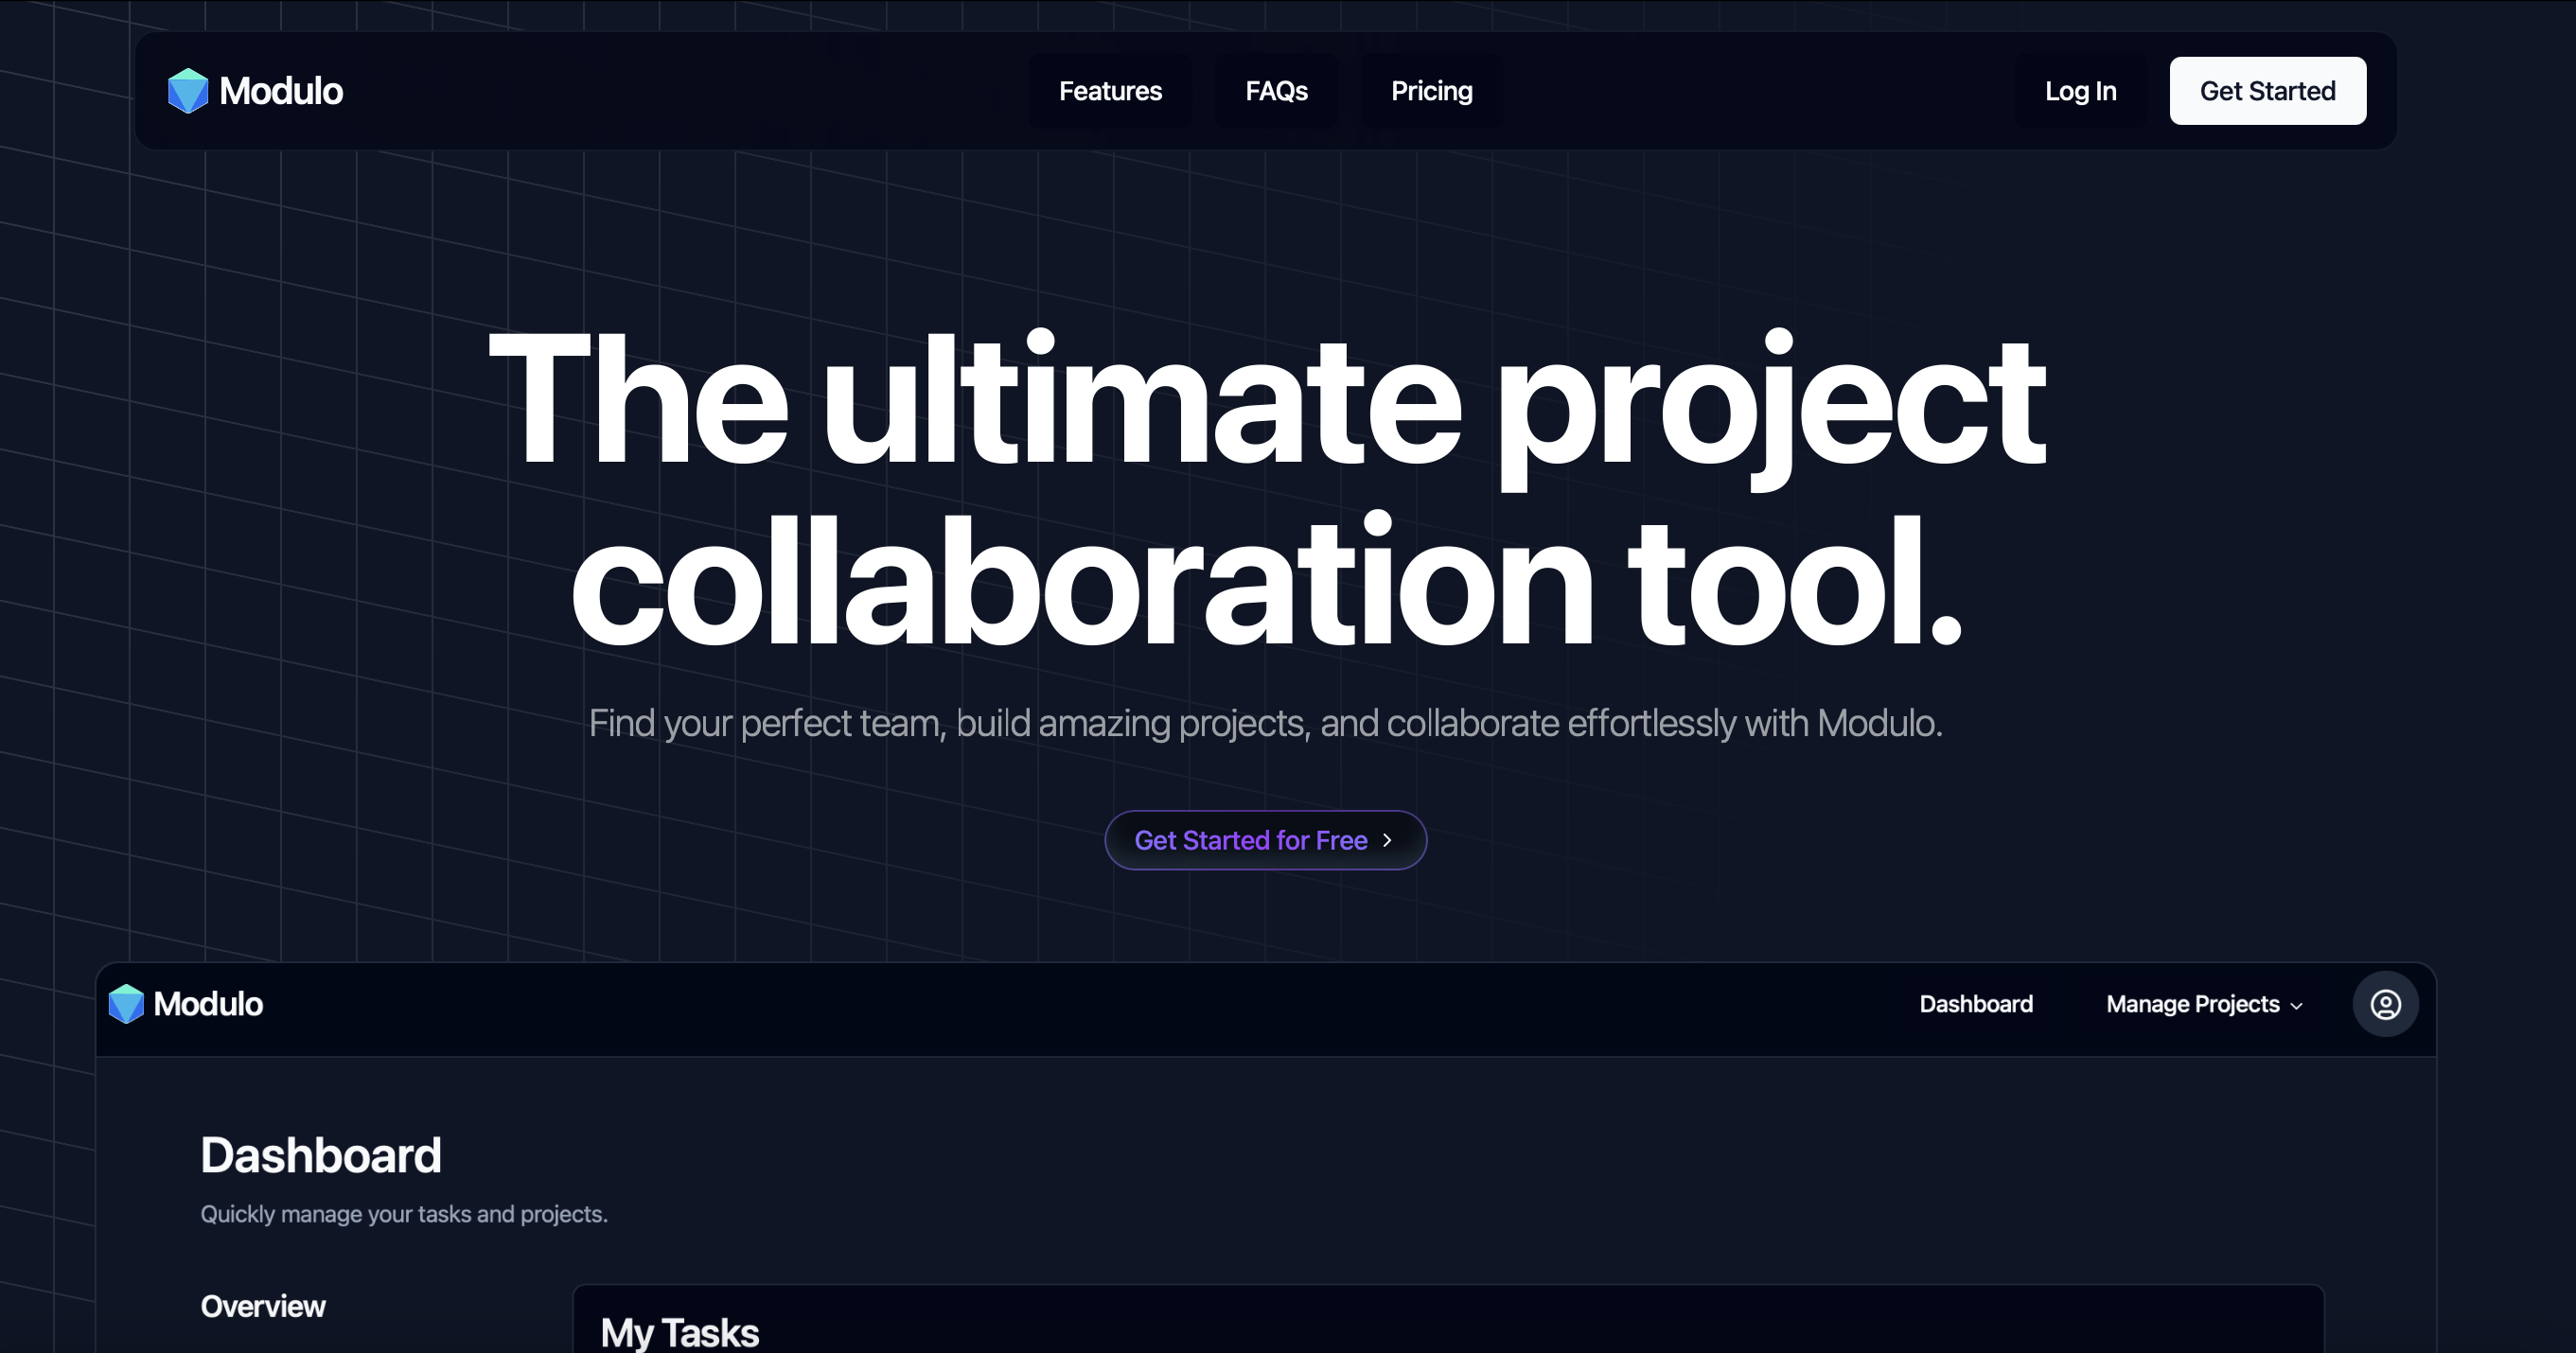 Modulo
Features FAQs Pricing
Log In Get Started
The ultimate project
collaboration tool.
Find your perfect team, build amazing projects, and collaborate effortlessly with Modulo.
Get Started for Free
Modulo
Dashboard Manage Projects
Dashboard
Quickly manage your tasks and projects.
Overview
My Tasks